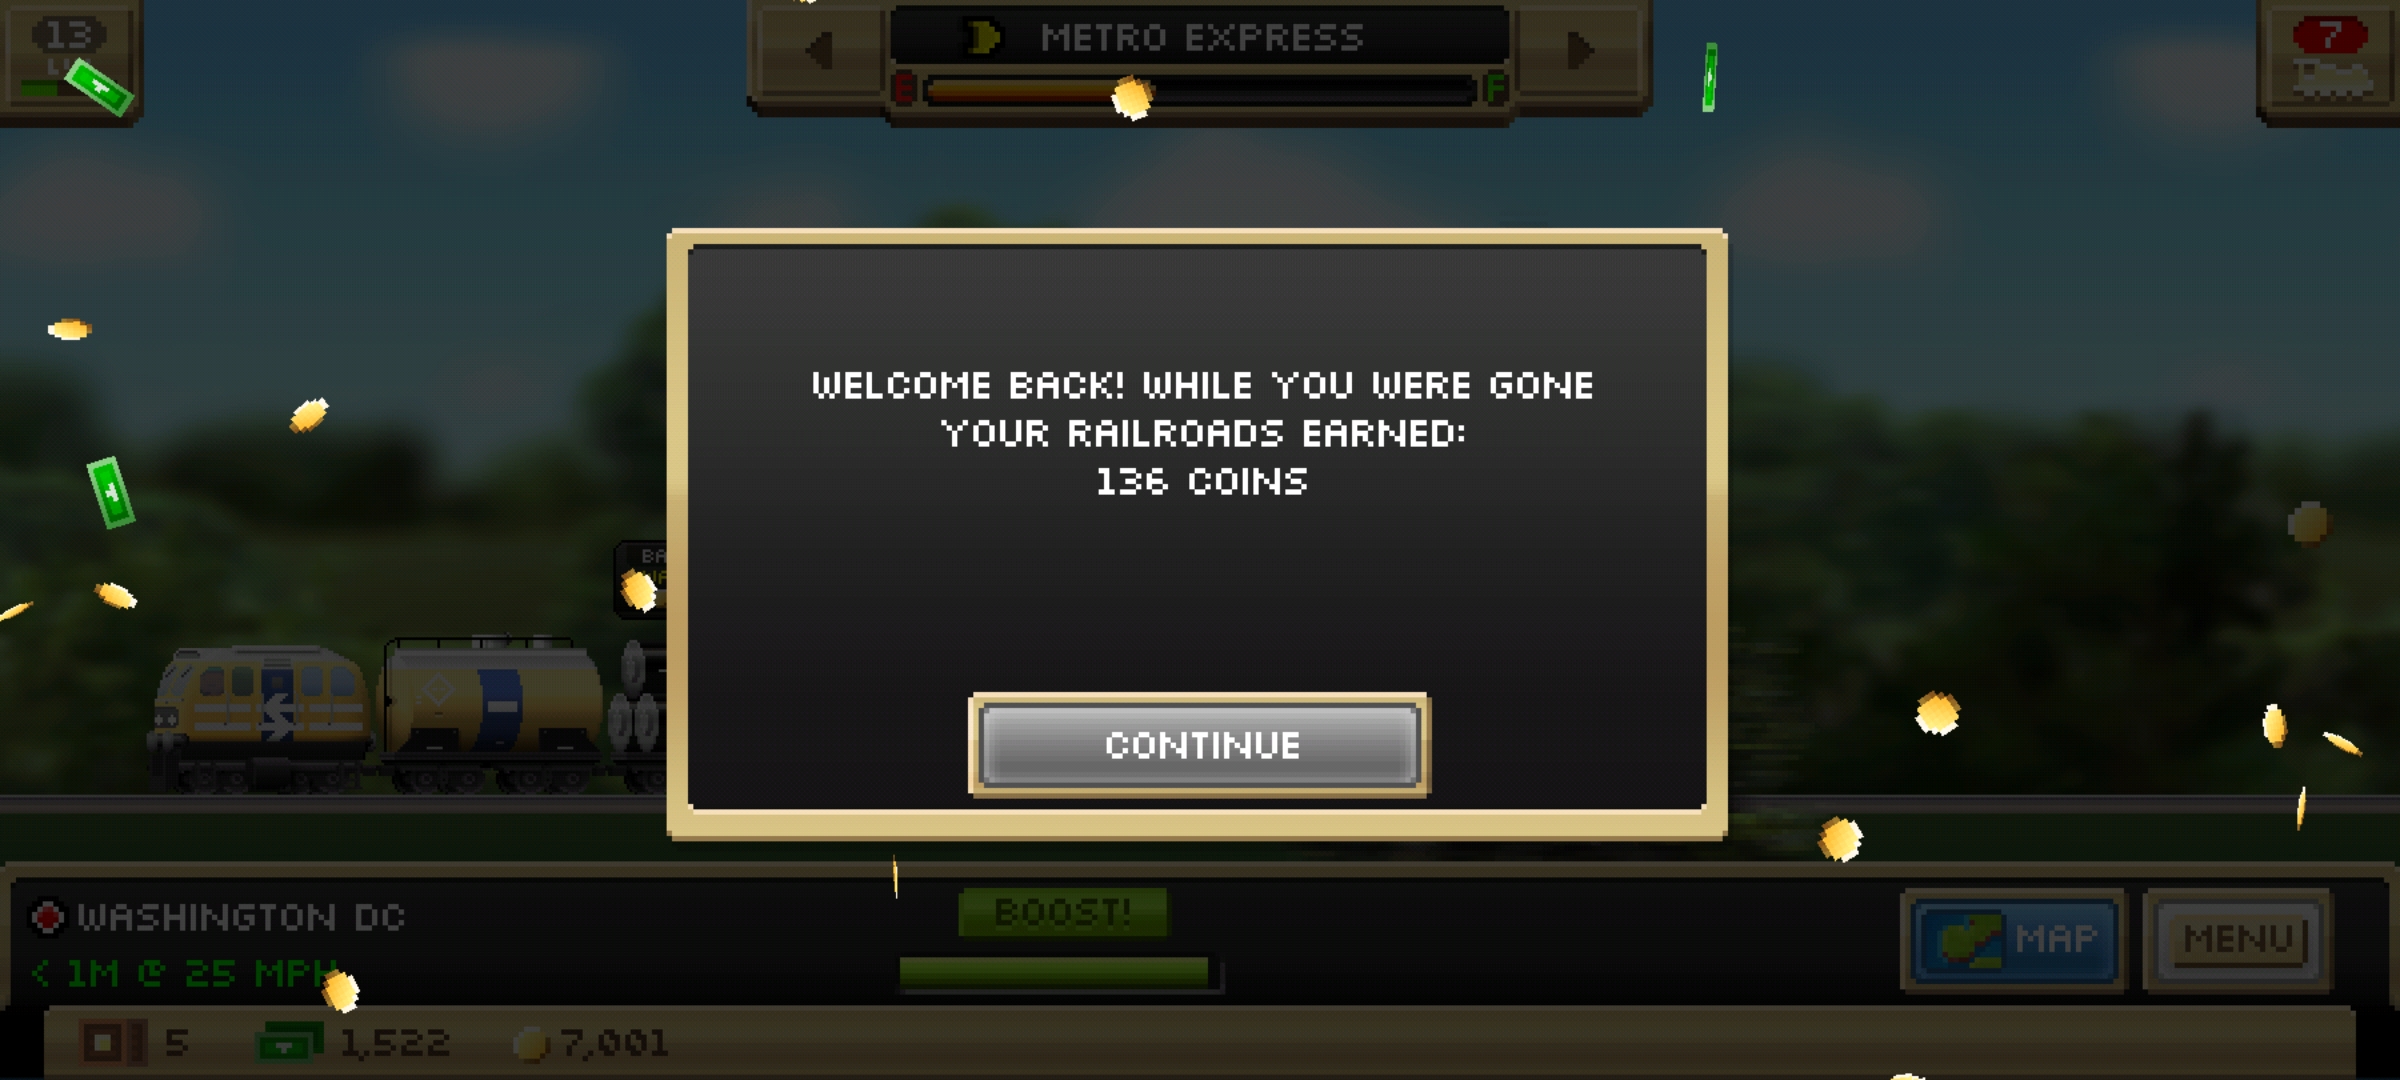 13
METRO EXPRESS
7
E
F
WELCOME BACK! WHILE YOU WERE GONE
YOUR RAILROADS EARNED:
136 COINS
CONTINUE
WASHINGTON DC
< 1M @ 25 MPH
BOOST!
MAP
MENU
5
1,522
7,001